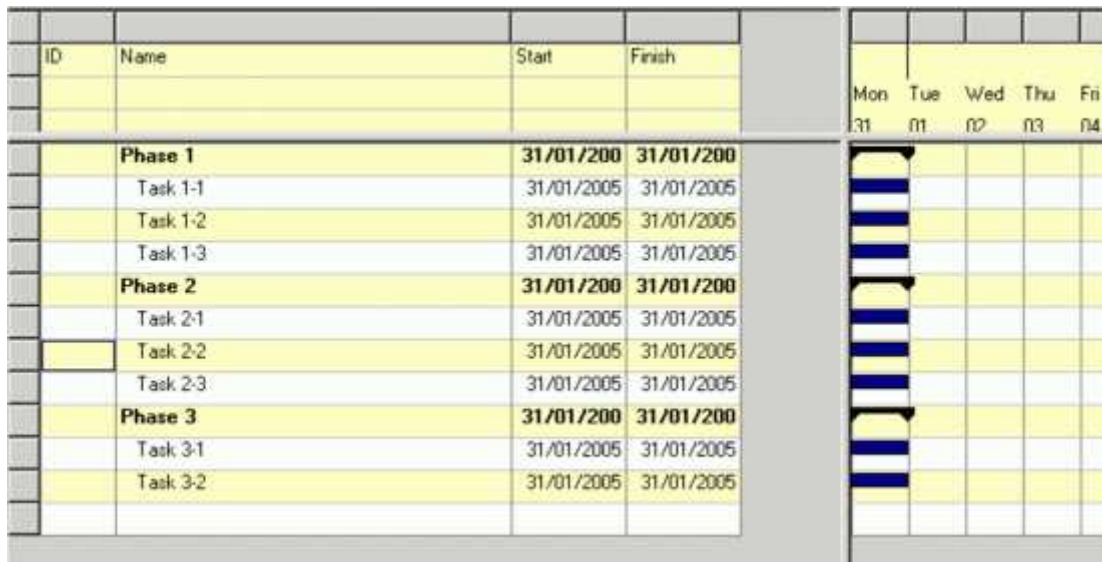 ID Name Start Finish
Mon Tue Wed Thu Fri
31 01 02 03 04
Phase 1 31/01/200 31/01/200
Task 1-1 31/01/2005 31/01/2005
Task 1-2 31/01/2005 31/01/2005
Task 1-3 31/01/2005 31/01/2005
Phase 2 31/01/200 31/01/200
Task 2-1 31/01/2005 31/01/2005
Task 2-2 31/01/2005 31/01/2005
Task 2-3 31/01/2005 31/01/2005
Phase 3 31/01/200 31/01/200
Task 3-1 31/01/2005 31/01/2005
Task 3-2 31/01/2005 31/01/2005